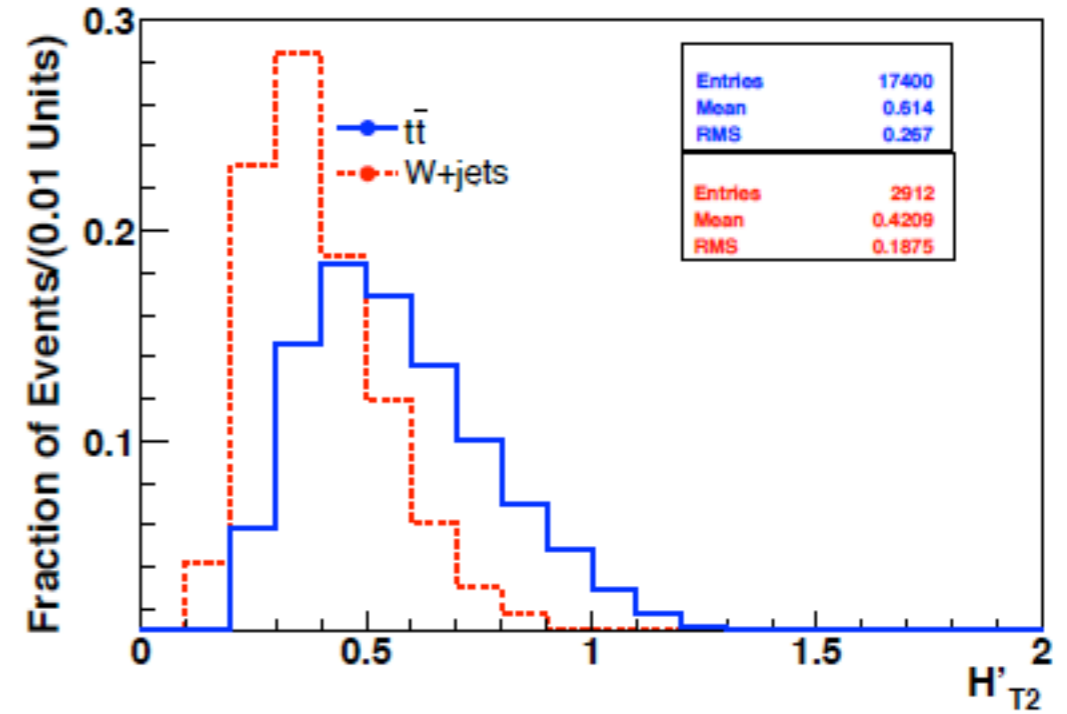 Fraction of Events/(0.01 Units)
0.3
0.2
0.1
tt̄
W+jets
Entries 17400
Mean 0.614
RMS 0.267
Entries 2912
Mean 0.4209
RMS 0.1875
0 0.5 1 1.5 2
H'T2